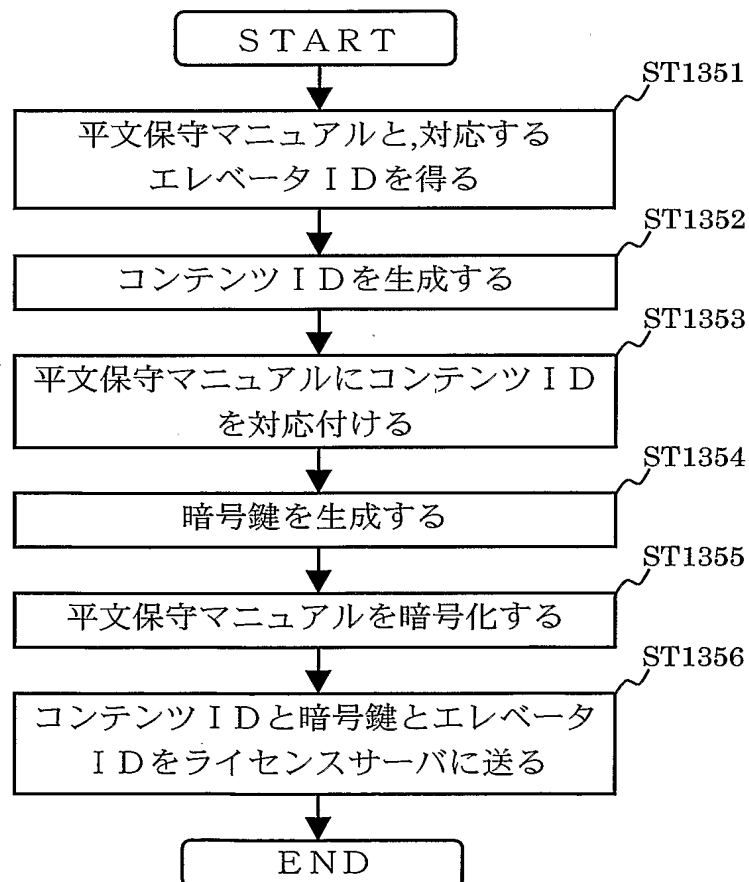 START
ST1351
平文保守マニュアルと,対応する
エレベータIDを得る
ST1352
コンテンツIDを生成する
ST1353
平文保守マニュアルにコンテンツID
を対応付ける
ST1354
暗号鍵を生成する
ST1355
平文保守マニュアルを暗号化する
ST1356
コンテンツIDと暗号鍵とエレベータ
IDをライセンスサーバに送る
END